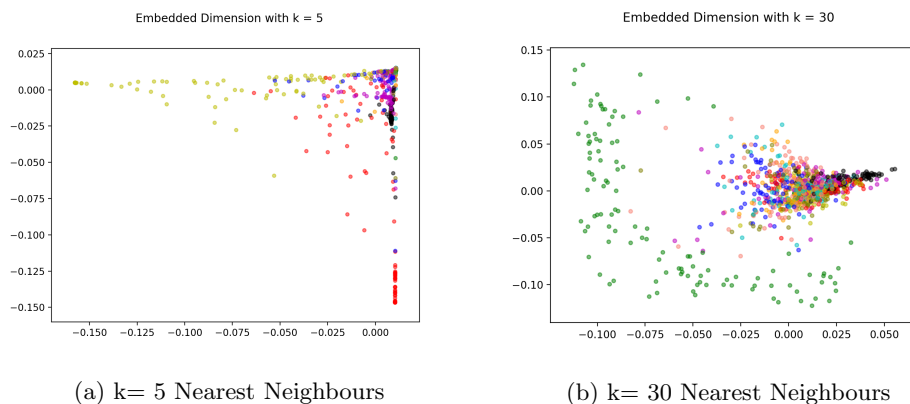 Embedded Dimension with k = 5
0.025
0.000
−0.025
−0.050
−0.075
−0.100
−0.125
−0.150
−0.150 −0.125 −0.100 −0.075 −0.050 −0.025 0.000
(a) k= 5 Nearest Neighbours
Embedded Dimension with k = 30
0.15
0.10
0.05
0.00
−0.05
−0.10
−0.100 −0.075 −0.050 −0.025 0.000 0.025 0.050
(b) k= 30 Nearest Neighbours